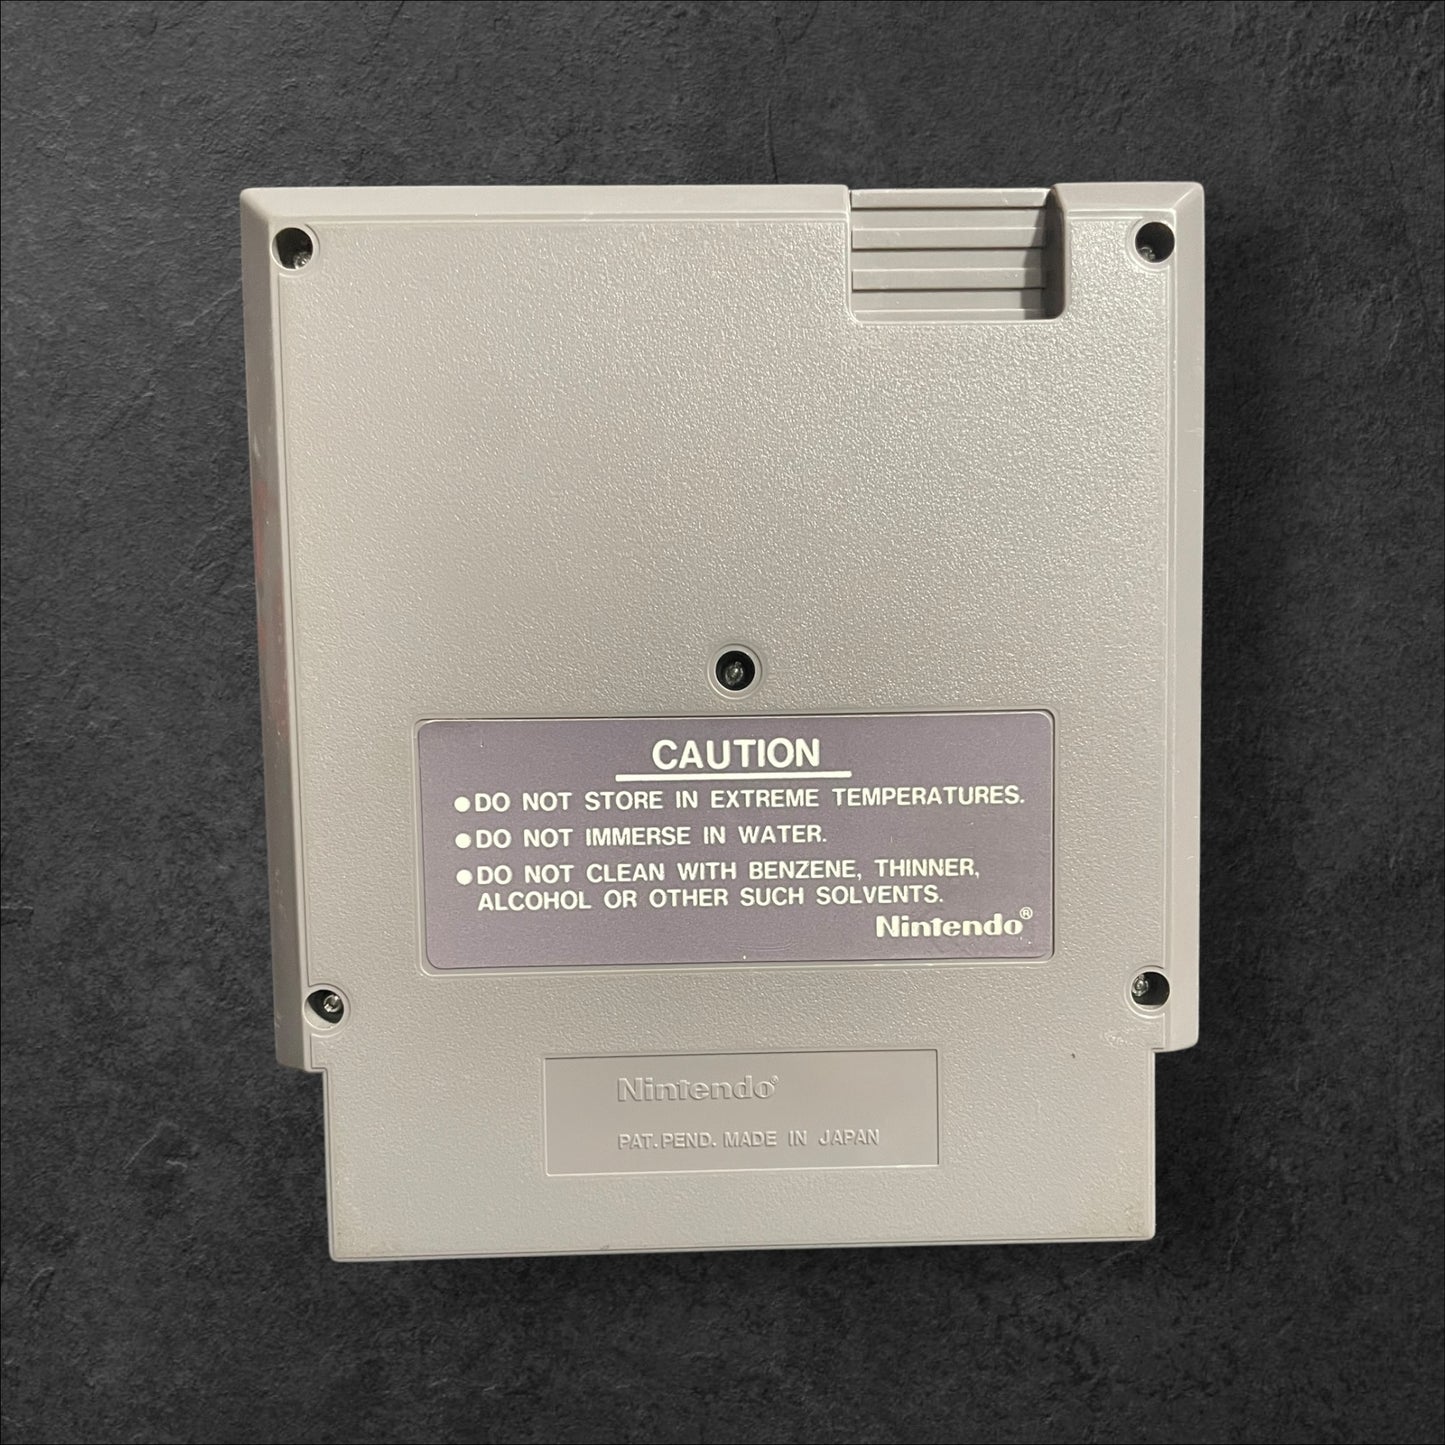 CAUTION
●DO NOT STORE IN EXTREME TEMPERATURES.
●DO NOT IMMERSE IN WATER.
●DO NOT CLEAN WITH BENZENE, THINNER,
ALCOHOL OR OTHER SUCH SOLVENTS.
Nintendo®
Nintendo®
PAT. PEND. MADE IN JAPAN